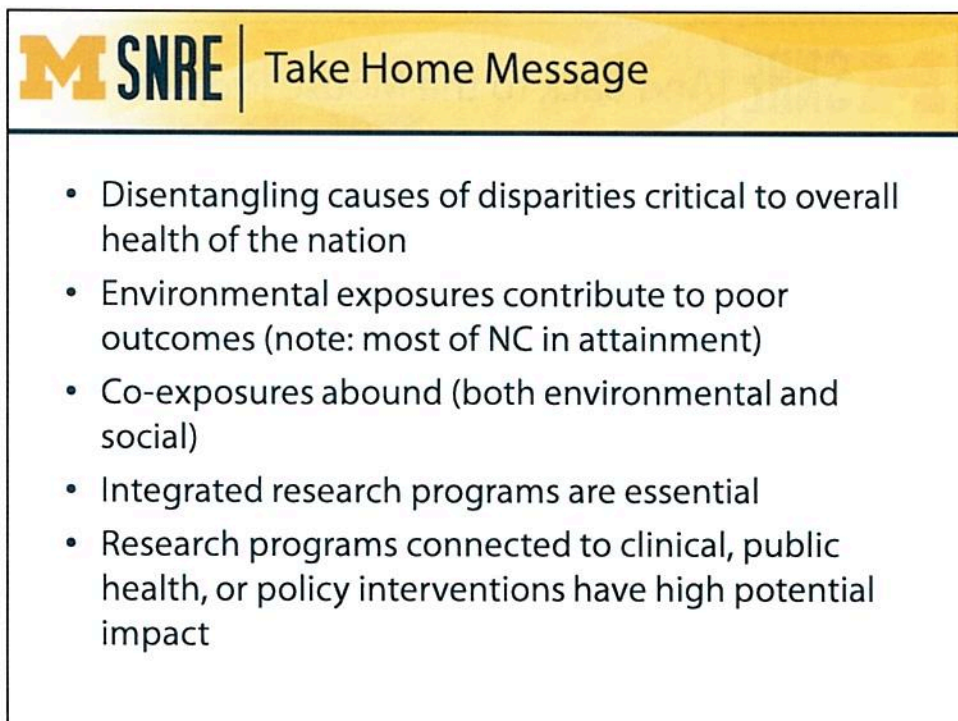 M SNRE Take Home Message
• Disentangling causes of disparities critical to overall
health of the nation
• Environmental exposures contribute to poor
outcomes (note: most of NC in attainment)
• Co-exposures abound (both environmental and
social)
• Integrated research programs are essential
• Research programs connected to clinical, public
health, or policy interventions have high potential
impact